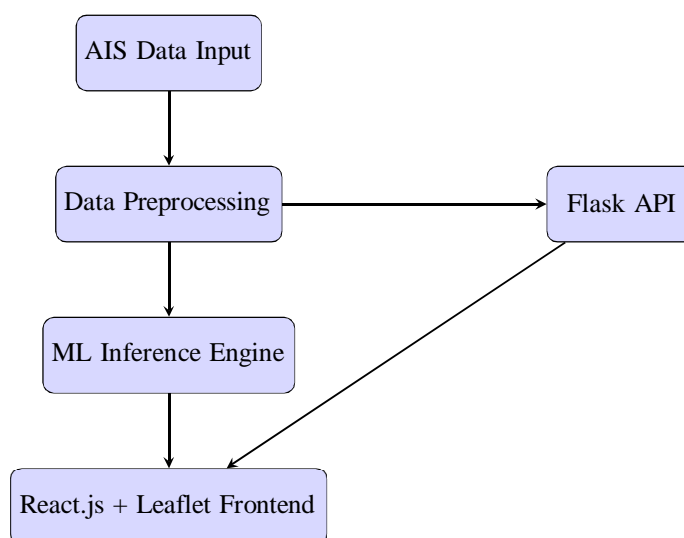 AIS Data Input
Data Preprocessing
Flask API
ML Inference Engine
React.js + Leaflet Frontend